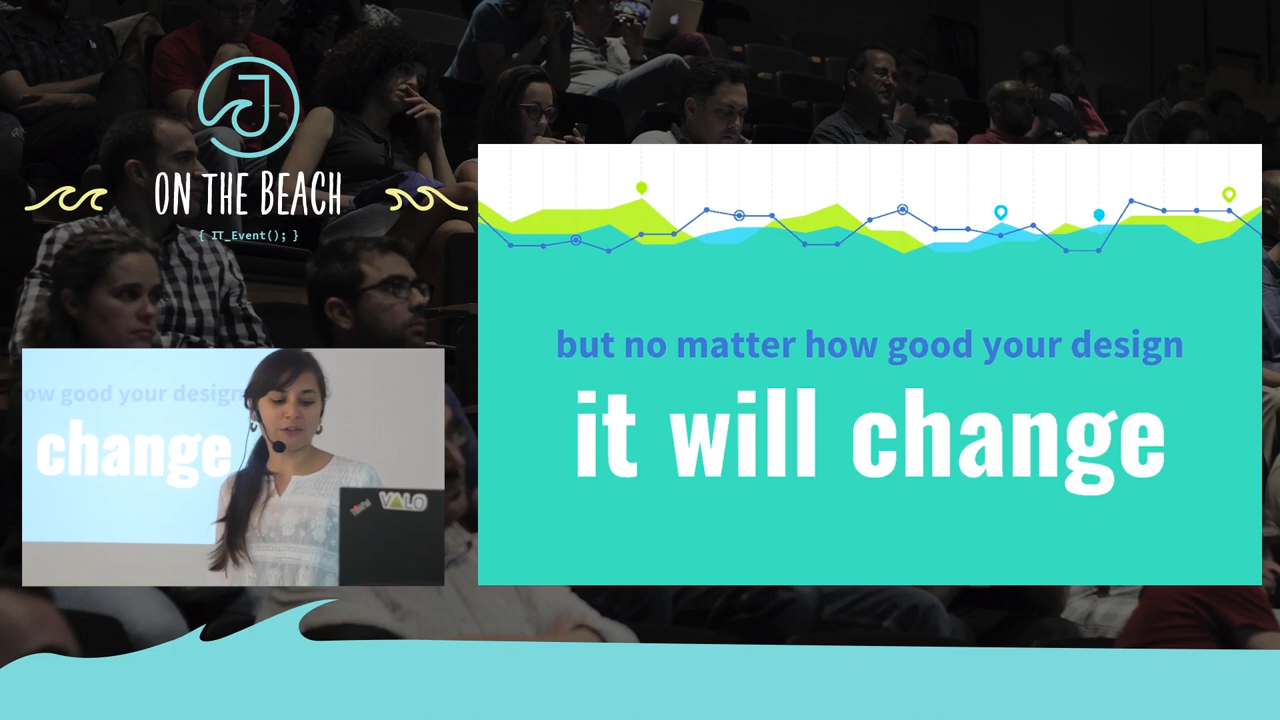 J
ON THE BEACH
{ IT_Event(); }
but no matter how good your design
it will change
ow good your design
change
VALO